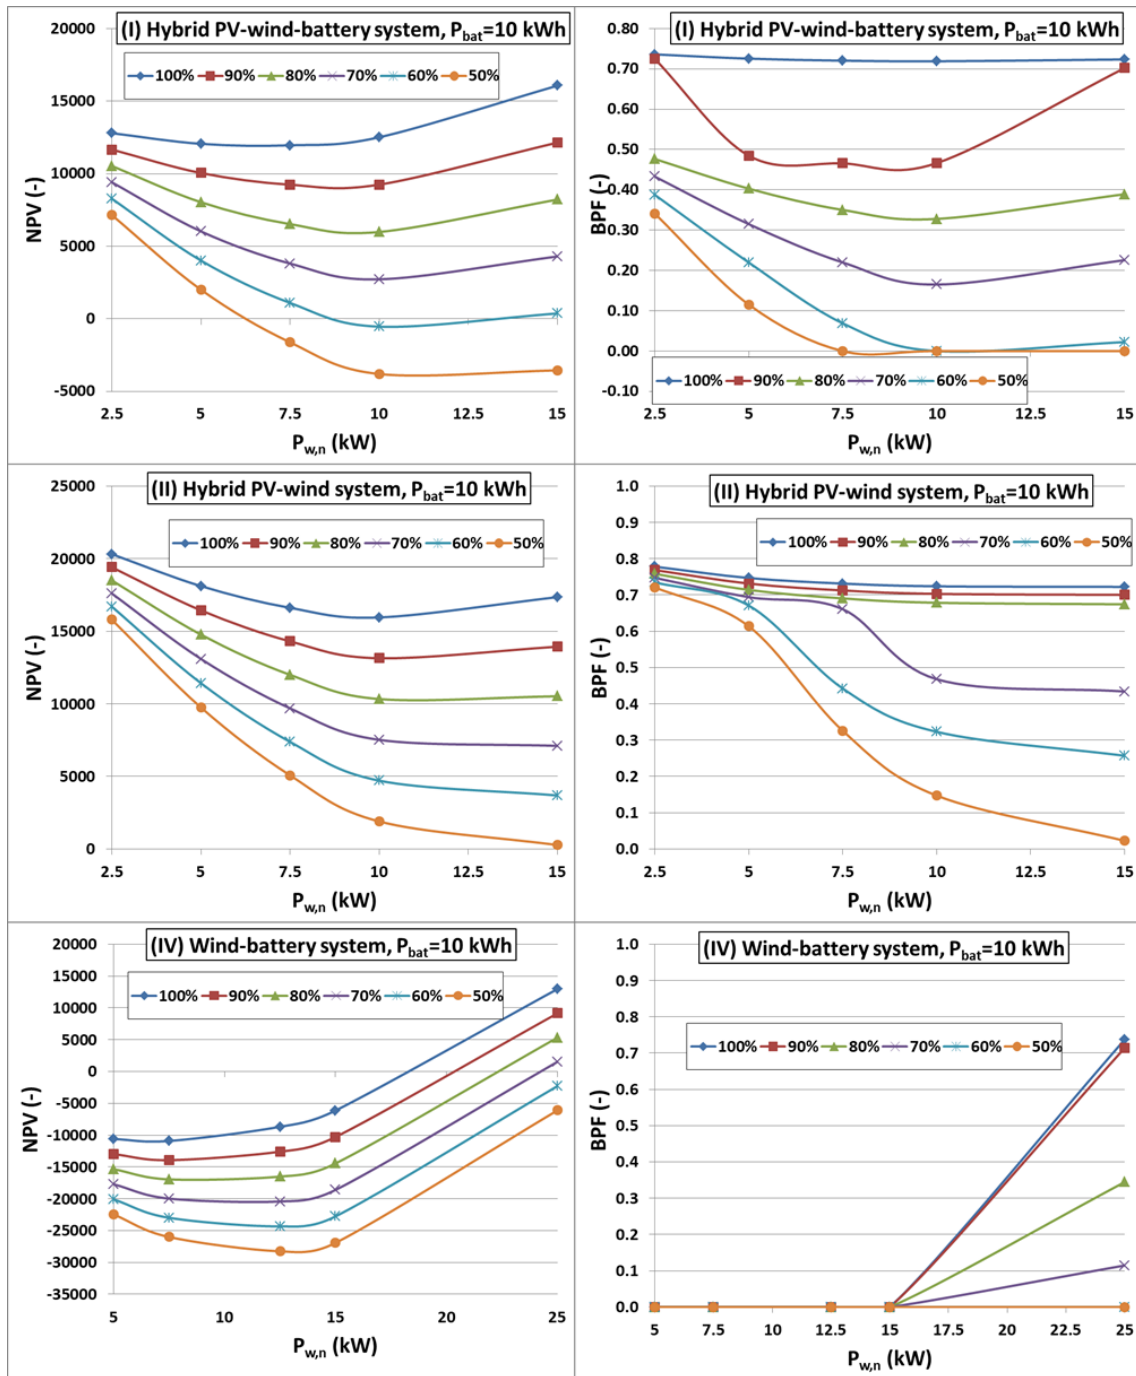 (I) Hybrid PV-wind-battery system, Pbat=10 kWh
100% 90% 80% 70% 60% 50%
20000
15000
10000
5000
0
-5000
NPV (-)
2.5 5 7.5 10 12.5 15
Pw,n (kW)
(I) Hybrid PV-wind-battery system, Pbat=10 kWh
0.80
0.70
0.60
0.50
0.40
0.30
0.20
0.10
0.00
-0.10
BPF (-)
100% 90% 80% 70% 60% 50%
2.5 5 7.5 10 12.5 15
Pw,n (kW)
(II) Hybrid PV-wind system, Pbat=10 kWh
100% 90% 80% 70% 60% 50%
25000
20000
15000
10000
5000
0
NPV (-)
2.5 5 7.5 10 12.5 15
Pw,n (kW)
(II) Hybrid PV-wind system, Pbat=10 kWh
100% 90% 80% 70% 60% 50%
1.0
0.9
0.8
0.7
0.6
0.5
0.4
0.3
0.2
0.1
0.0
BPF (-)
2.5 5 7.5 10 12.5 15
Pw,n (kW)
(IV) Wind-battery system, Pbat=10 kWh
100% 90% 80% 70% 60% 50%
20000
15000
10000
5000
0
-5000
-10000
-15000
-20000
-25000
-30000
-35000
NPV (-)
5 10 15 20 25
Pw,n (kW)
(IV) Wind-battery system, Pbat=10 kWh
100% 90% 80% 70% 60% 50%
1.0
0.9
0.8
0.7
0.6
0.5
0.4
0.3
0.2
0.1
0.0
BPF (-)
5 7.5 10 12.5 15 17.5 20 22.5 25
Pw,n (kW)